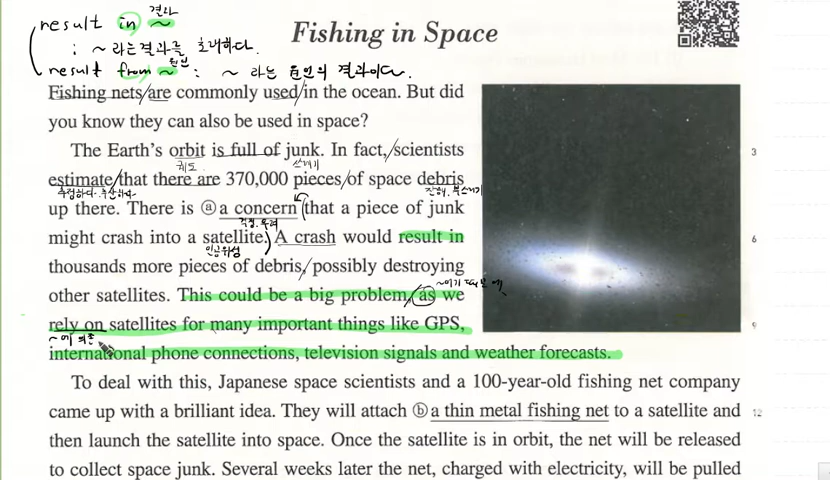 result in ~ 결과
Fishing in Space
: ~ 라는 결과를 초래하다.
result from ~ 원인 : ~ 라는 원인의 결과이다.
Fishing nets are commonly used in the ocean. But did
you know they can also be used in space?
The Earth's orbit is full of junk. In fact, scientists
궤도 쓰레기
estimate that there are 370,000 pieces of space debris
추정하다. 추산하다 잔해, 부스러기
up there. There is ⓐ a concern that a piece of junk
걱정, 우려
might crash into a satellite. A crash would result in
인공위성
thousands more pieces of debris, possibly destroying
other satellites. This could be a big problem, as we
~이기 때문에
rely on satellites for many important things like GPS,
~에 의존
international phone connections, television signals and weather forecasts.
To deal with this, Japanese space scientists and a 100-year-old fishing net company
came up with a brilliant idea. They will attach ⓑ a thin metal fishing net to a satellite and
then launch the satellite into space. Once the satellite is in orbit, the net will be released
to collect space junk. Several weeks later the net, charged with electricity, will be pulled
3
6
9
12